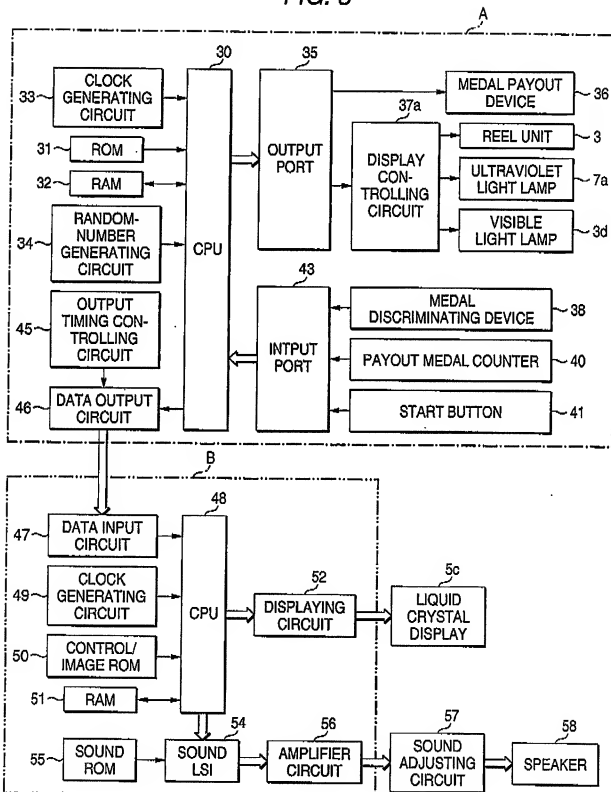 A
30
35
33
CLOCK
GENERATING
CIRCUIT
MEDAL PAYOUT
DEVICE
36
37a
31
ROM
REEL UNIT
3
32
RAM
OUTPUT
PORT
DISPLAY
CON-
TROLLING
CIRCUIT
ULTRAVIOLET
LIGHT LAMP
7a
34
RANDOM-
NUMBER
GENERATING
CIRCUIT
CPU
VISIBLE
LIGHT LAMP
3d
43
45
OUTPUT
TIMING CON-
TROLLING
CIRCUIT
INTPUT
PORT
MEDAL
DISCRIMINATING DEVICE
38
PAYOUT MEDAL COUNTER
40
46
DATA OUTPUT
CIRCUIT
START BUTTON
41
B
48
47
DATA INPUT
CIRCUIT
49
CLOCK
GENERATING
CIRCUIT
CPU
52
DISPLAYING
CIRCUIT
5c
LIQUID
CRYSTAL
DISPLAY
50
CONTROL/
IMAGE ROM
51
RAM
54
56
57
58
55
SOUND
ROM
SOUND
LSI
AMPLIFIER
CIRCUIT
SOUND
ADJUSTING
CIRCUIT
SPEAKER